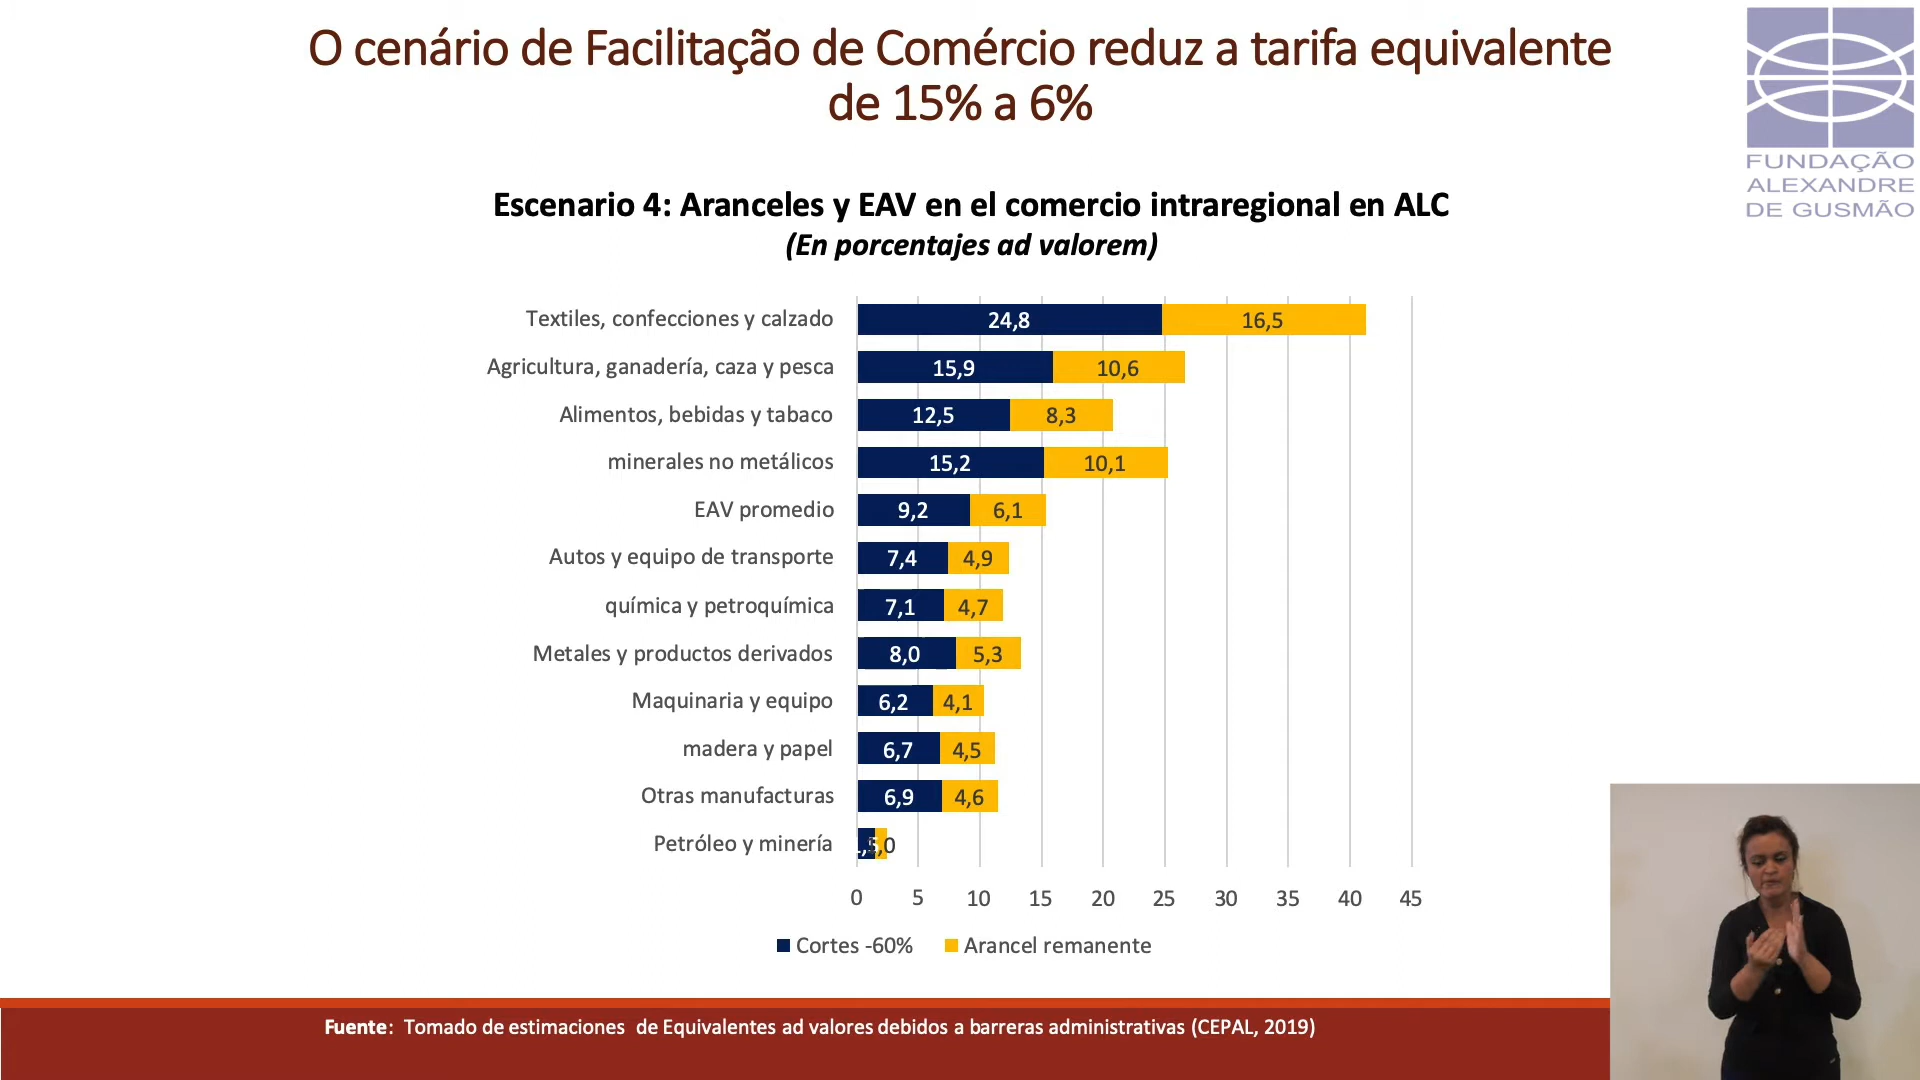 O cenário de Facilitação de Comércio reduz a tarifa equivalente
de 15% a 6%
FUNDAÇÃO
ALEXANDRE
DE GUSMÃO
Escenario 4: Aranceles y EAV en el comercio intraregional en ALC
(En porcentajes ad valorem)
Textiles, confecciones y calzado 24,8 16,5
Agricultura, ganadería, caza y pesca 15,9 10,6
Alimentos, bebidas y tabaco 12,5 8,3
minerales no metálicos 15,2 10,1
EAV promedio 9,2 6,1
Autos y equipo de transporte 7,4 4,9
química y petroquímica 7,1 4,7
Metales y productos derivados 8,0 5,3
Maquinaria y equipo 6,2 4,1
madera y papel 6,7 4,5
Otras manufacturas 6,9 4,6
Petróleo y minería
0 5 10 15 20 25 30 35 40 45
Cortes -60% Arancel remanente
Fuente: Tomado de estimaciones de Equivalentes ad valores debidos a barreras administrativas (CEPAL, 2019)